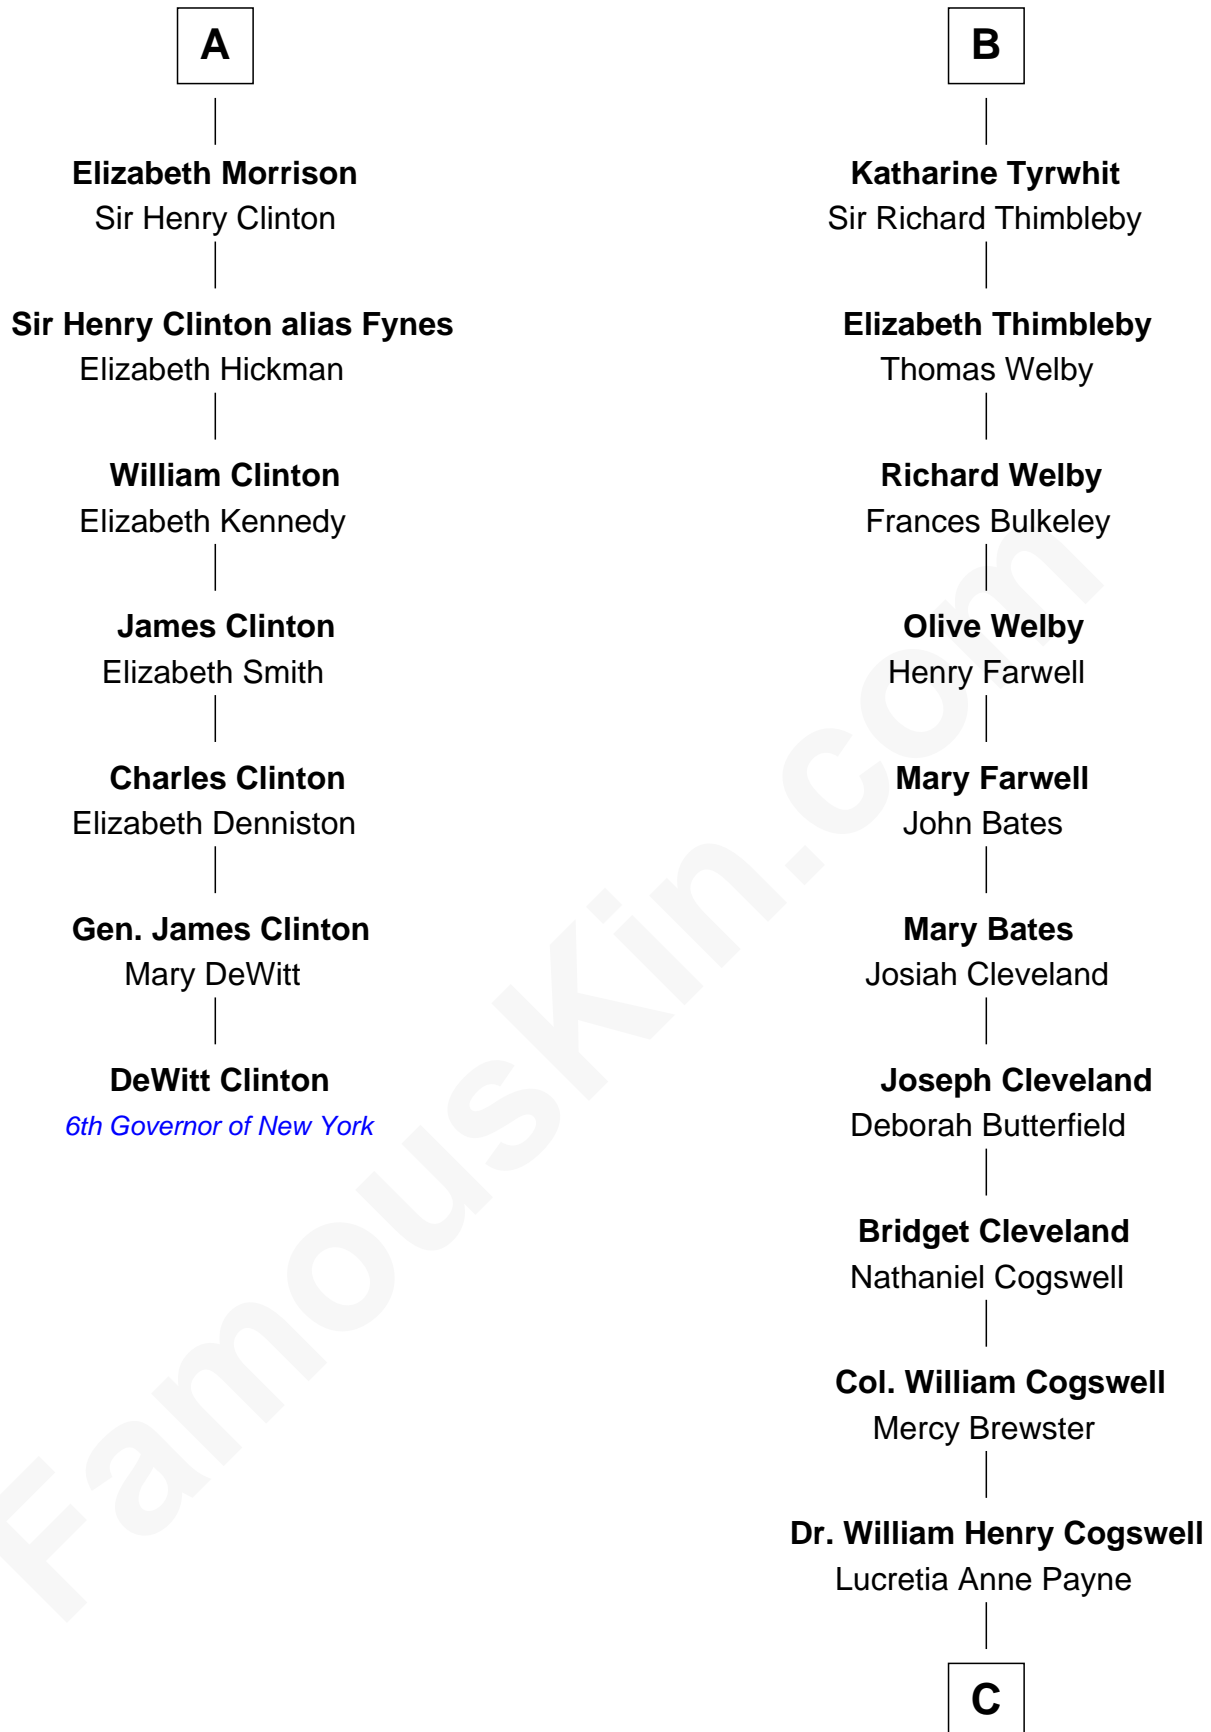 A
Elizabeth Morrison
Sir Henry Clinton
Sir Henry Clinton alias Fynes
Elizabeth Hickman
William Clinton
Elizabeth Kennedy
James Clinton
Elizabeth Smith
Charles Clinton
Elizabeth Denniston
Gen. James Clinton
Mary DeWitt
DeWitt Clinton
6th Governor of New York
B
Katharine Tyrwhit
Sir Richard Thimbleby
Elizabeth Thimbleby
Thomas Welby
Richard Welby
Frances Bulkeley
Olive Welby
Henry Farwell
Mary Farwell
John Bates
Mary Bates
Josiah Cleveland
Joseph Cleveland
Deborah Butterfield
Bridget Cleveland
Nathaniel Cogswell
Col. William Cogswell
Mercy Brewster
Dr. William Henry Cogswell
Lucretia Anne Payne
C
FamousKin.com